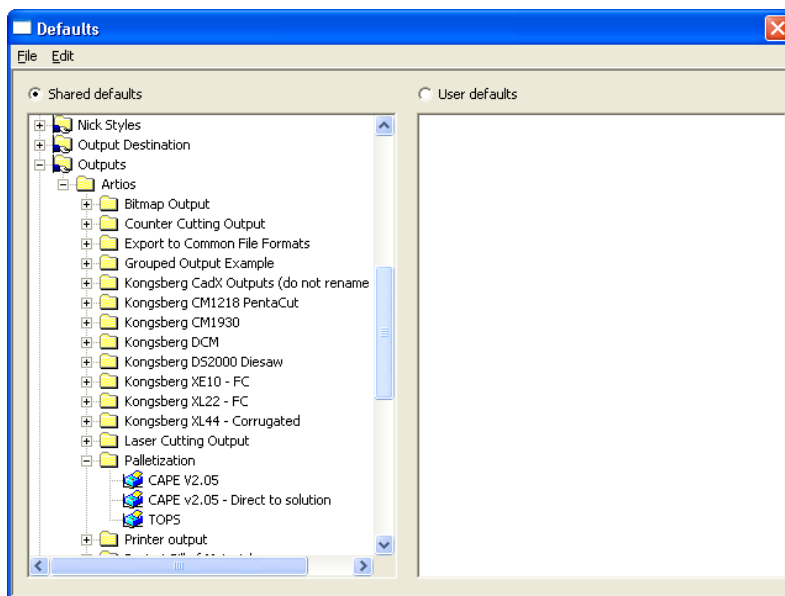 Defaults
File Edit
Shared defaults
User defaults
Nick Styles
Output Destination
Outputs
Artios
Bitmap Output
Counter Cutting Output
Export to Common File Formats
Grouped Output Example
Kongsberg CadX Outputs (do not rename
Kongsberg CM1218 PentaCut
Kongsberg CM1930
Kongsberg DCM
Kongsberg DS2000 Diesaw
Kongsberg XE10 - FC
Kongsberg XL22 - FC
Kongsberg XL44 - Corrugated
Laser Cutting Output
Palletization
CAPE V2.05
CAPE v2.05 - Direct to solution
TOPS
Printer output